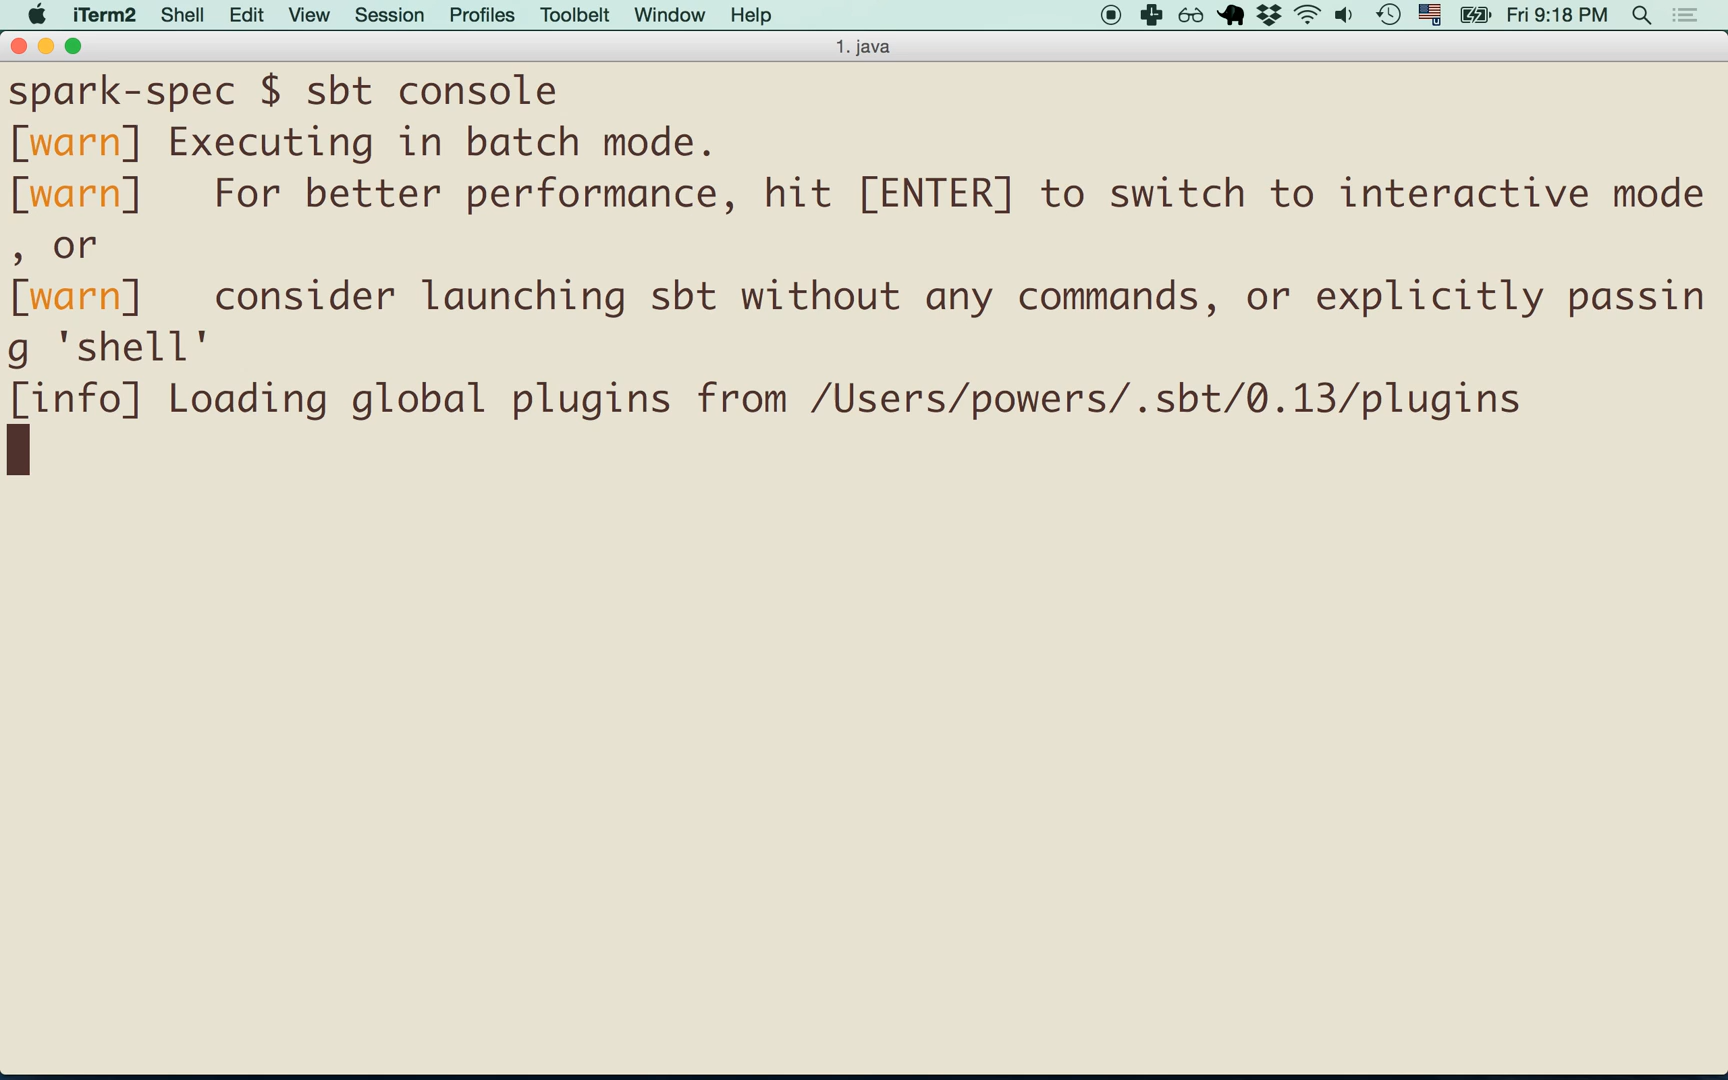 iTerm2 Shell Edit View Session Profiles Toolbelt Window Help Fri 9:18 PM
1. java
spark-spec $ sbt console
[warn] Executing in batch mode.
[warn]   For better performance, hit [ENTER] to switch to interactive mode
, or
[warn]   consider launching sbt without any commands, or explicitly passin
g 'shell'
[info] Loading global plugins from /Users/powers/.sbt/0.13/plugins